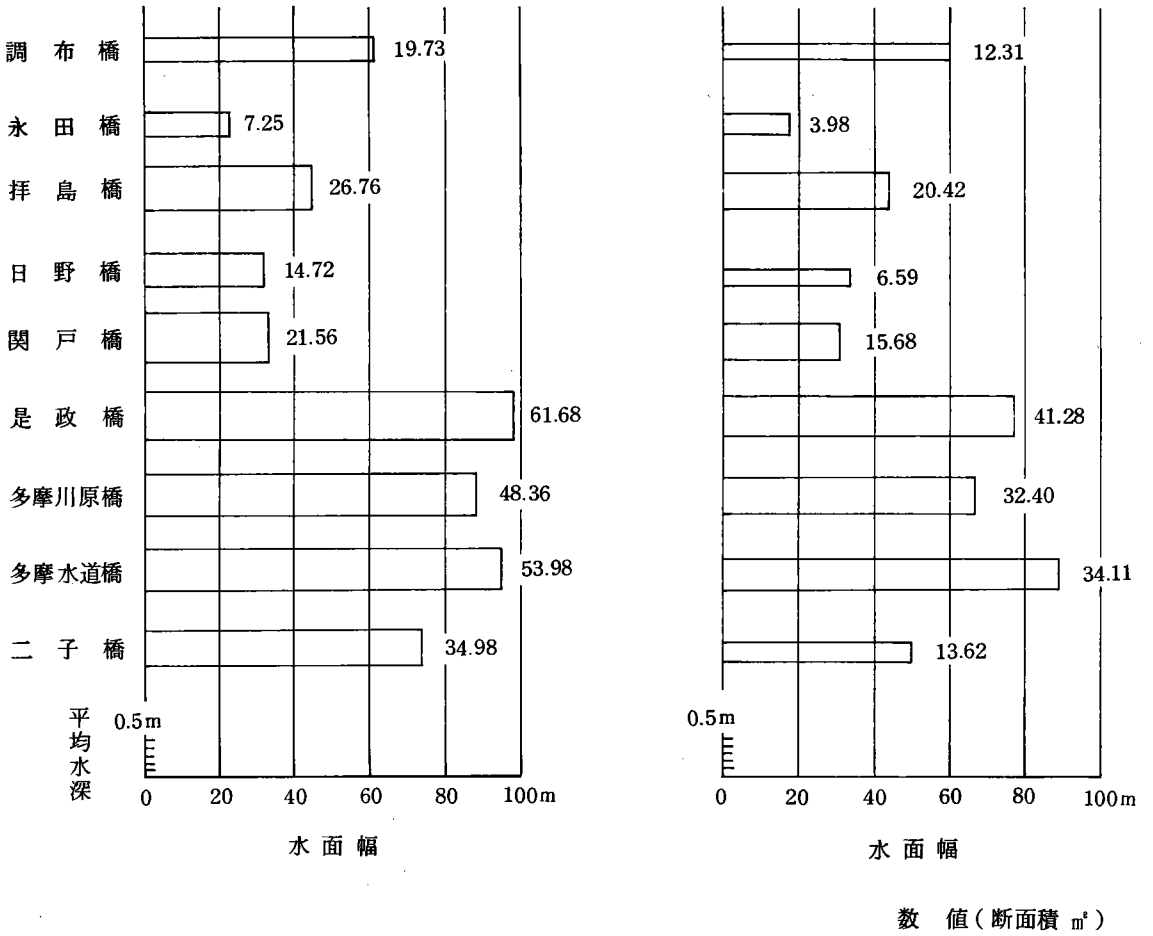 調布橋 19.73 12.31
永田橋 7.25 3.98
拝島橋 26.76 20.42
日野橋 14.72 6.59
関戸橋 21.56 15.68
是政橋 61.68 41.28
多摩川原橋 48.36 32.40
多摩水道橋 53.98 34.11
二子橋 34.98 13.62
平均水深 0.5m 0.5m
0 20 40 60 80 100m 0 20 40 60 80 100m
水面幅 水面幅
数値(断面積 ㎡)